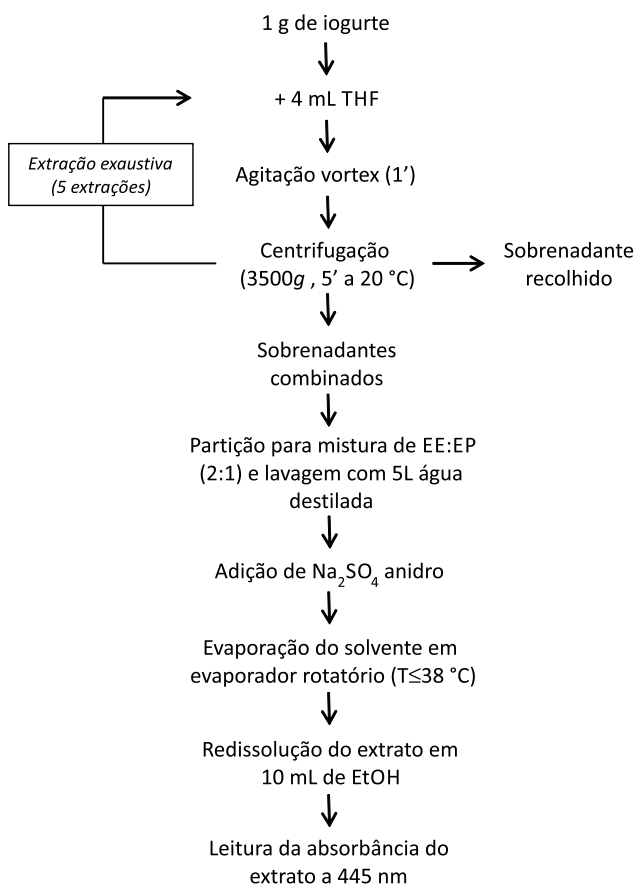 1 g de iogurte
+ 4 mL THF
Extração exaustiva
(5 extrações)
Agitação vortex (1’)
Centrifugação
(3500g , 5’ a 20 °C)
Sobrenadante
recolhido
Sobrenadantes
combinados
Partição para mistura de EE:EP
(2:1) e lavagem com 5L água
destilada
Adição de Na₂SO₄ anidro
Evaporação do solvente em
evaporador rotatório (T≤38 °C)
Redissolução do extrato em
10 mL de EtOH
Leitura da absorbância do
extrato a 445 nm